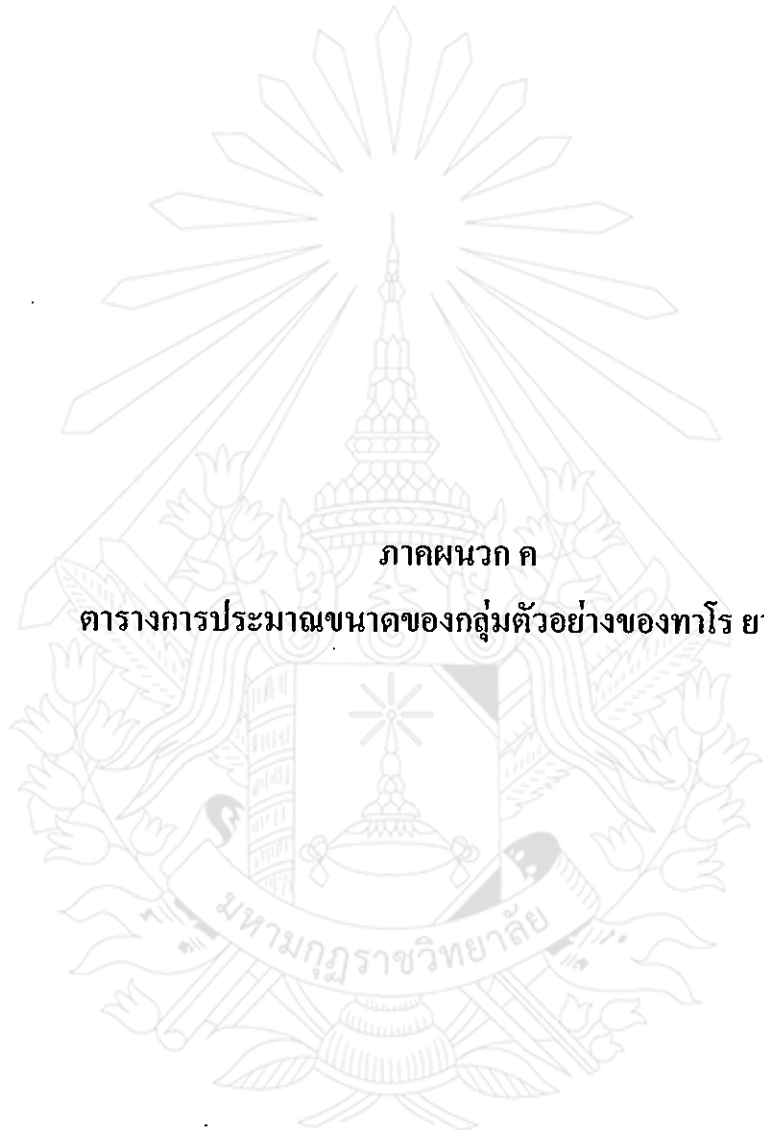 ภาคผนวก ค
ตารางการประมาณขนาดของกลุ่มตัวอย่างของทาโร
มหามกุฏราชวิทยาลัย